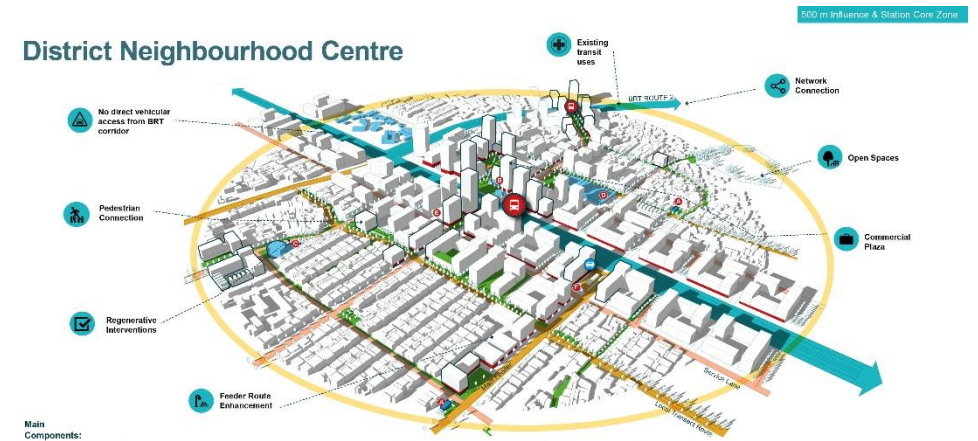 500 m Influence & Station Core Zone
District Neighbourhood Centre
Existing
transit
uses
BRT ROUTE 2
Network
Connection
No direct vehicular
access from BRT
corridor
Open Spaces
Pedestrian
Connection
Commercial
Plaza
A
B
D
E
C
F
Regenerative
Interventions
Service Lane
Feeder Route
Enhancement
A
Local Transect Route
Main
Components: